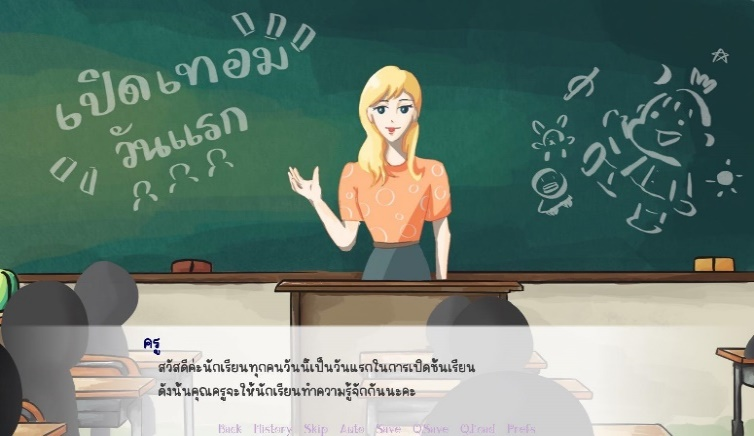 เปิดเทอม
วันแรก
ครู
สวัสดีค่ะนักเรียนทุกคนวันนี้เป็นวันแรกในการเปิดชั้นเรียน
ดังนั้นคุณครูจะให้นักเรียนทำความรู้จักกันนะคะ
Back History Skip Auto Save Q.Save Q.Load Prefs